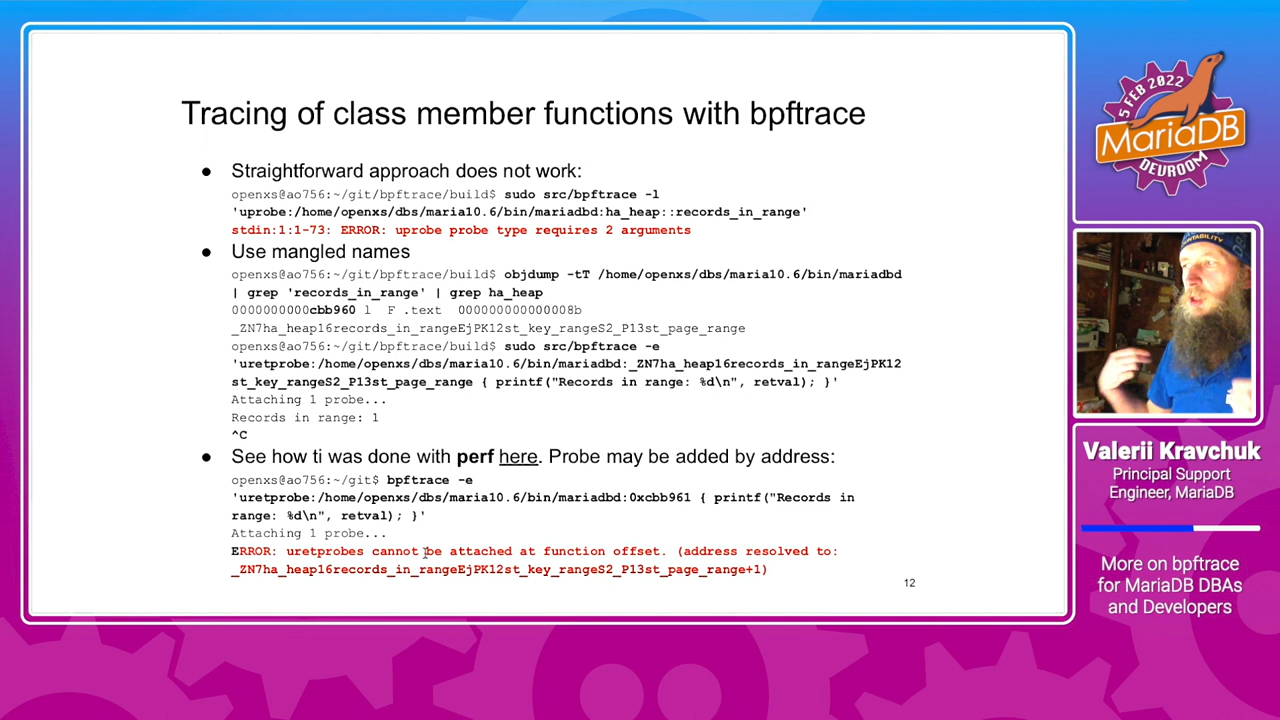 Tracing of class member functions with bpftrace
● Straightforward approach does not work:
openxs@ao756:~/git/bpftrace/build$ sudo src/bpftrace -l
'uprobe:/home/openxs/dbs/maria10.6/bin/mariadbd:ha_heap::records_in_range'
stdin:1:1-73: ERROR: uprobe probe type requires 2 arguments
● Use mangled names
openxs@ao756:~/git/bpftrace/build$ objdump -tT /home/openxs/dbs/maria10.6/bin/mariadbd
| grep 'records_in_range' | grep ha_heap
0000000000cbb960 l  F .text  000000000000008b
_ZN7ha_heap16records_in_rangeEjPK12st_key_rangeS2_P13st_page_range
openxs@ao756:~/git/bpftrace/build$ sudo src/bpftrace -e
'uretprobe:/home/openxs/dbs/maria10.6/bin/mariadbd:_ZN7ha_heap16records_in_rangeEjPK12
st_key_rangeS2_P13st_page_range { printf("Records in range: %d\n", retval); }'
Attaching 1 probe...
Records in range: 1
^C
● See how ti was done with perf here. Probe may be added by address:
openxs@ao756:~/git$ bpftrace -e
'uretprobe:/home/openxs/dbs/maria10.6/bin/mariadbd:0xcbb961 { printf("Records in
range: %d\n", retval); }'
Attaching 1 probe...
ERROR: uretprobes cannot be attached at function offset. (address resolved to:
_ZN7ha_heap16records_in_rangeEjPK12st_key_rangeS2_P13st_page_range+1)
12
5 FEB 2022
MariaDB
DEVROOM
Valerii Kravchuk
Principal Support
Engineer, MariaDB
More on bpftrace
for MariaDB DBAs
and Developers